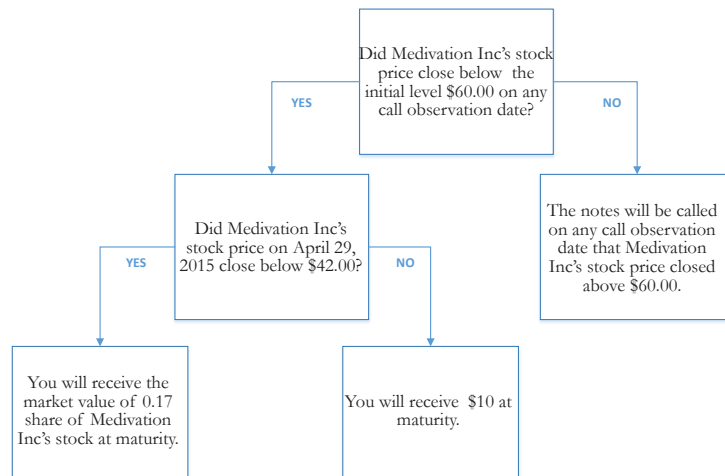 Did Medivation Inc's stock
price close below the
initial level $60.00 on any
call observation date?
YES
NO
Did Medivation Inc's
stock price on April 29,
2015 close below $42.00?
The notes will be called
on any call observation
date that Medivation
Inc's stock price closed
above $60.00.
YES
NO
You will receive the
market value of 0.17
share of Medivation
Inc's stock at maturity.
You will receive $10 at
maturity.